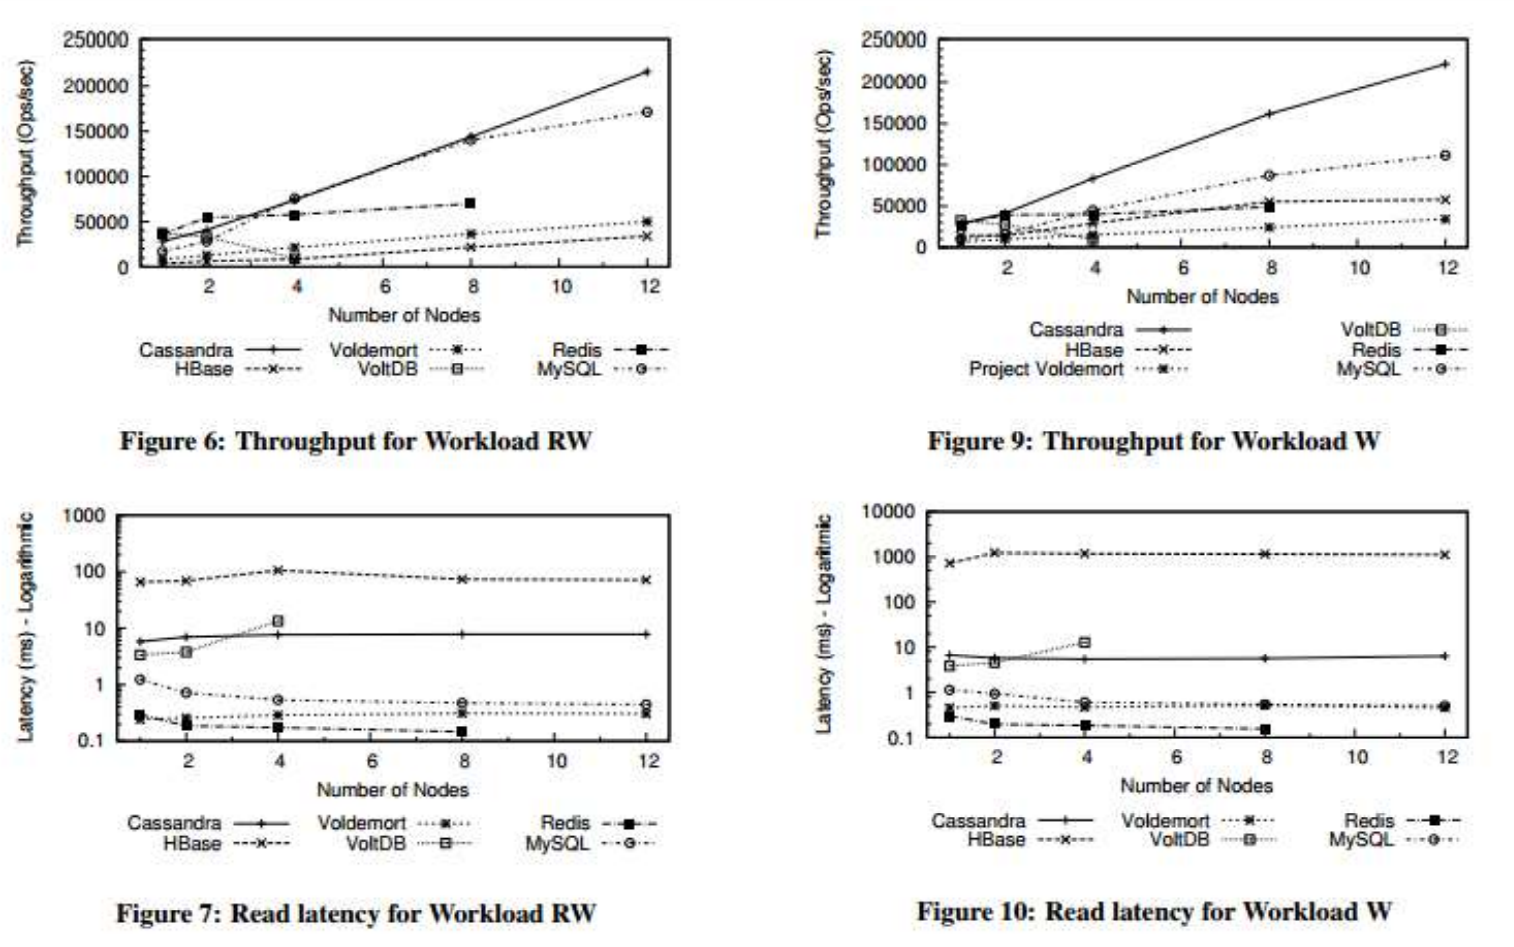 250000
200000
150000
100000
50000
0
Throughput (Ops/sec)
2 4 6 8 10 12
Number of Nodes
Cassandra Voldemort Redis
HBase VoltDB MySQL
Figure 6: Throughput for Workload RW
250000
200000
150000
100000
50000
0
Throughput (Ops/sec)
2 4 6 8 10 12
Number of Nodes
Cassandra VoltDB
HBase Redis
Project Voldemort MySQL
Figure 9: Throughput for Workload W
1000
100
10
1
0.1
Latency (ms) - Logarithmic
2 4 6 8 10 12
Number of Nodes
Cassandra Voldemort Redis
HBase VoltDB MySQL
Figure 7: Read latency for Workload RW
10000
1000
100
10
1
0.1
Latency (ms) - Logaritmic
2 4 6 8 10 12
Number of Nodes
Cassandra Voldemort Redis
HBase VoltDB MySQL
Figure 10: Read latency for Workload W